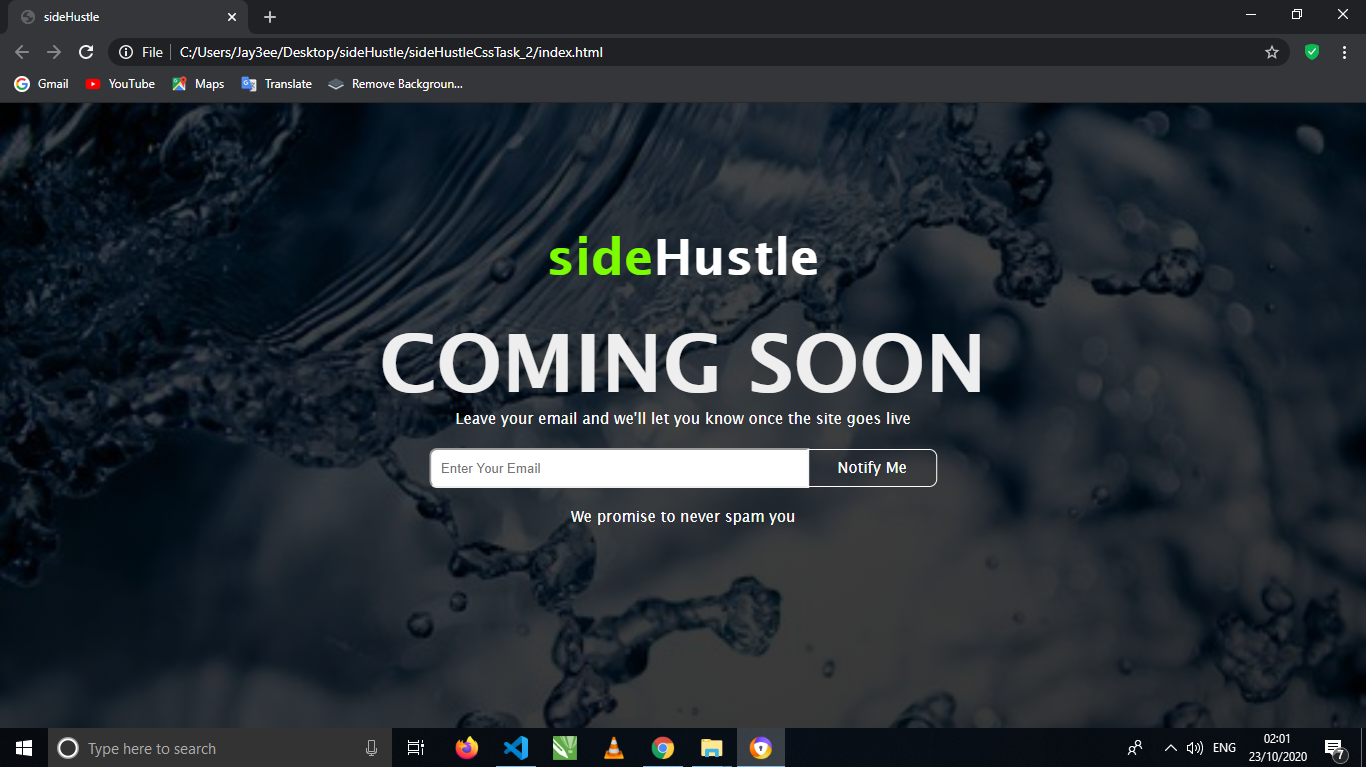 sideHustle
File C:/Users/Jay3ee/Desktop/sideHustle/sideHustleCssTask_2/index.html
Gmail YouTube Maps Translate Remove Backgroun...
sideHustle
COMING SOON
Leave your email and we'll let you know once the site goes live
Enter Your Email Notify Me
We promise to never spam you
Type here to search ENG 02:01
23/10/2020 7